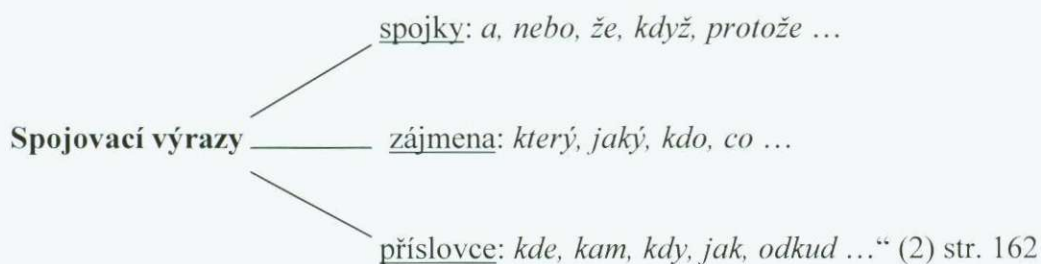 spojky: a, nebo, že, když, protože …
Spojovací výrazy zájmena: který, jaký, kdo, co …
příslovce: kde, kam, kdy, jak, odkud …“ (2) str. 162